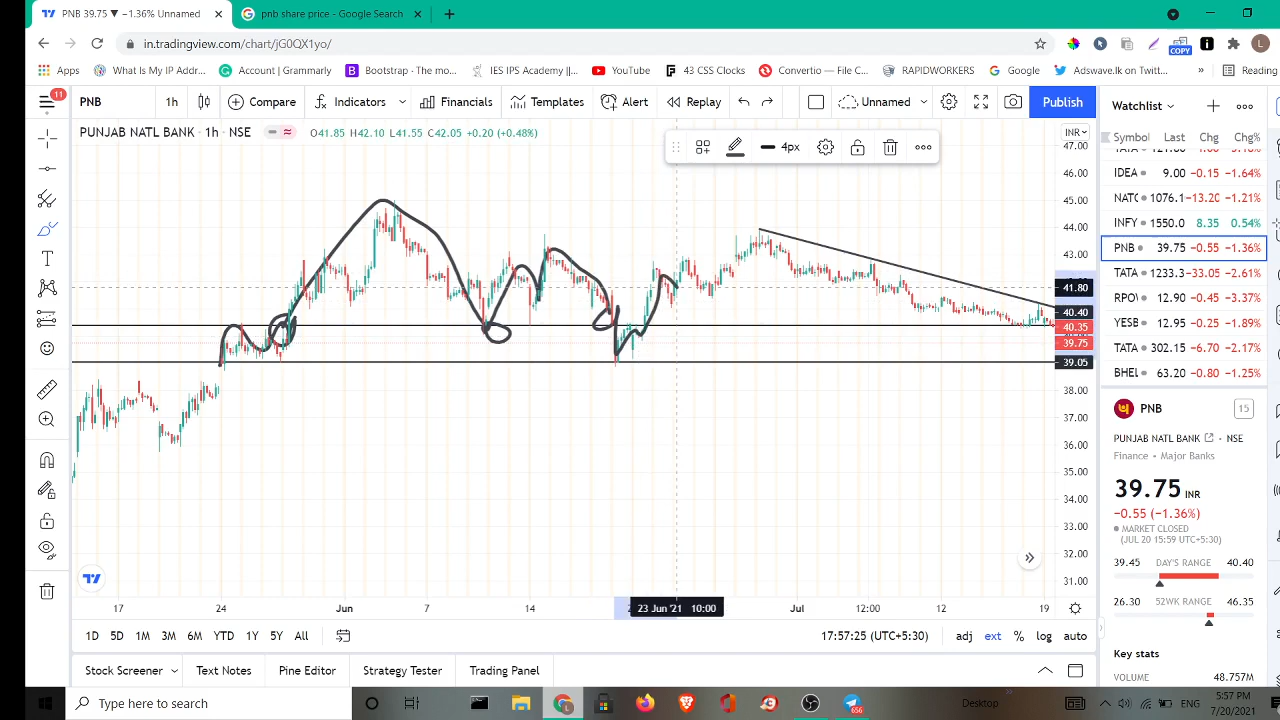 PNB 39.75 ▼ −1.36% Unnamed
pnb share price - Google Search
in.tradingview.com/chart/jG0QX1yo/
COPY
L
Apps
What Is My IP Addr...
Account | Grammarly
Bootstrap - The mo...
IES IPS Academy ||...
YouTube
43 CSS Clocks
Convertio — File C...
RAPIDWORKERS
Google
Adswave.lk on Twitt...
»
Reading
11
PNB
1h
Compare
Indicators
Financials
Templates
Alert
Replay
Unnamed
Publish
Watchlist
PUNJAB NATL BANK · 1h · NSE
O41.85 H42.10 L41.55 C42.05 +0.20 (+0.48%)
4px
INR
47.00
46.00
45.00
44.00
43.00
41.80
40.40
40.35
39.75
39.05
38.00
37.00
36.00
35.00
34.00
33.00
32.00
31.00
Symbol Last Chg Chg%
IDEA 9.00 -0.15 -1.64%
NATC 1076.1 -13.20 -1.21%
INFY 1550.0 8.35 0.54%
PNB 39.75 -0.55 -1.36%
TATA 1233.3 -33.05 -2.61%
RPO 12.90 -0.45 -3.37%
YESB 12.95 -0.25 -1.89%
TATA 302.15 -6.70 -2.17%
BHEL 63.20 -0.80 -1.25%
PNB
15
PUNJAB NATL BANK · NSE
Finance • Major Banks
39.75 INR
−0.55 (−1.36%)
MARKET CLOSED
(JUL 20 15:59 UTC+5:30)
39.45 DAY'S RANGE 40.40
26.30 52WK RANGE 46.35
Key stats
VOLUME 48.757M
17
24
Jun
7
14
23 Jun '21 10:00
Jul
12:00
12
19
1D 5D 1M 3M 6M YTD 1Y 5Y All
17:57:25 (UTC+5:30)
adj ext % log auto
Stock Screener
Text Notes
Pine Editor
Strategy Tester
Trading Panel
Type here to search
656
Desktop
ENG
5:57 PM
7/20/2021